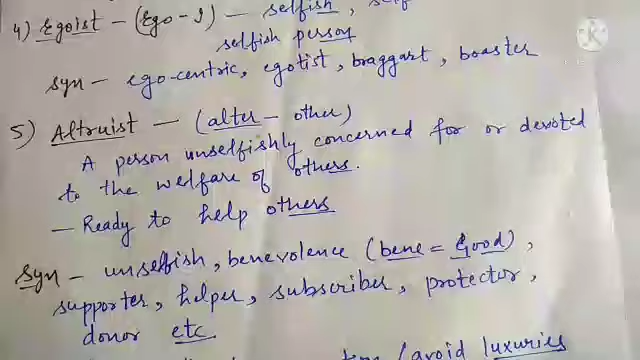 4) Egoist - (Ego - I) - selfish,
selfish person
Syn - ego-centric, egotist, braggart, boaster
5) Altruist - (alter - other)
A person unselfishly concerned for or devoted
to the welfare of others.
- Ready to help others
Syn - unselfish, benevolence (bene = Good),
supporter, helper, subscriber, protector,
donor etc.
(avoid luxuries